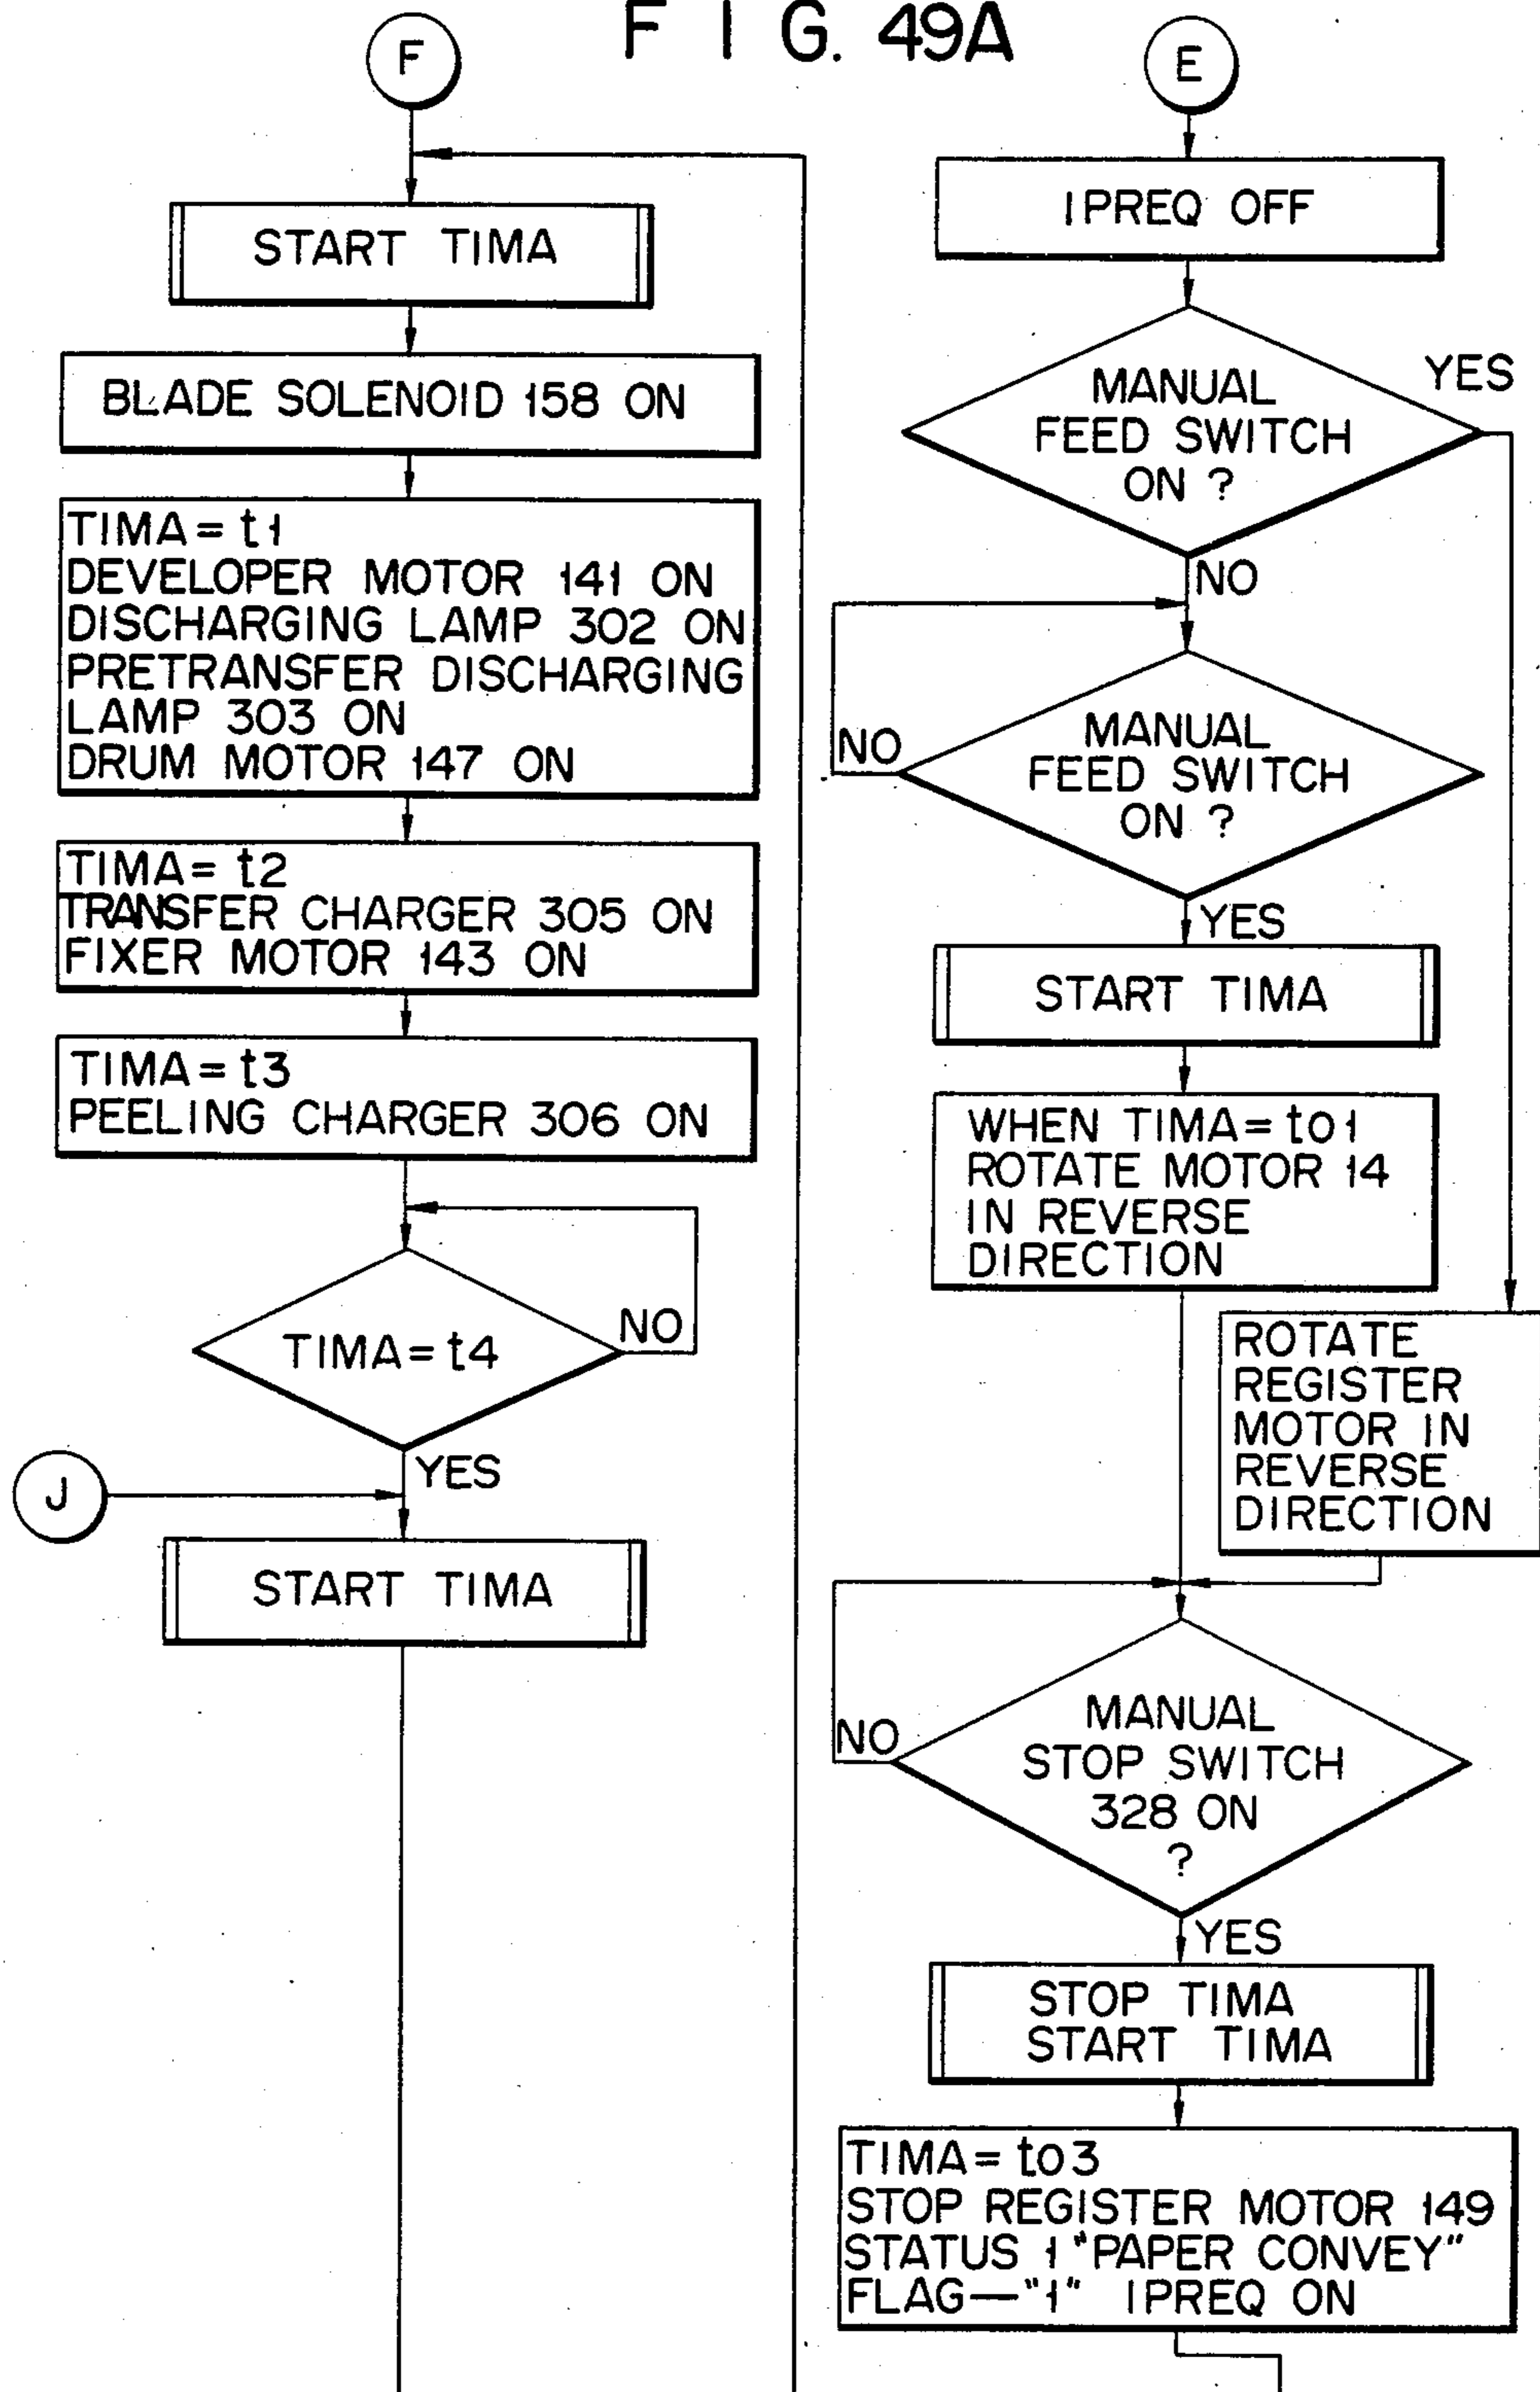 FIG. 49A
F
START TIMA
BLADE SOLENOID 158 ON
TIMA = t1
DEVELOPER MOTOR 141 ON
DISCHARGING LAMP 302 ON
PRETRANSFER DISCHARGING
LAMP 303 ON
DRUM MOTOR 147 ON
TIMA = t2
TRANSFER CHARGER 305 ON
FIXER MOTOR 143 ON
TIMA = t3
PEELING CHARGER 306 ON
TIMA = t4
NO
YES
J
START TIMA
E
IPREQ OFF
MANUAL
FEED SWITCH
ON ?
YES
NO
MANUAL
FEED SWITCH
ON ?
NO
YES
START TIMA
WHEN TIMA = to1
ROTATE MOTOR 14
IN REVERSE
DIRECTION
ROTATE
REGISTER
MOTOR IN
REVERSE
DIRECTION
MANUAL
STOP SWITCH
328 ON
?
NO
YES
STOP TIMA
START TIMA
TIMA = to3
STOP REGISTER MOTOR 149
STATUS 1 "PAPER CONVEY"
FLAG—"1" IPREQ ON